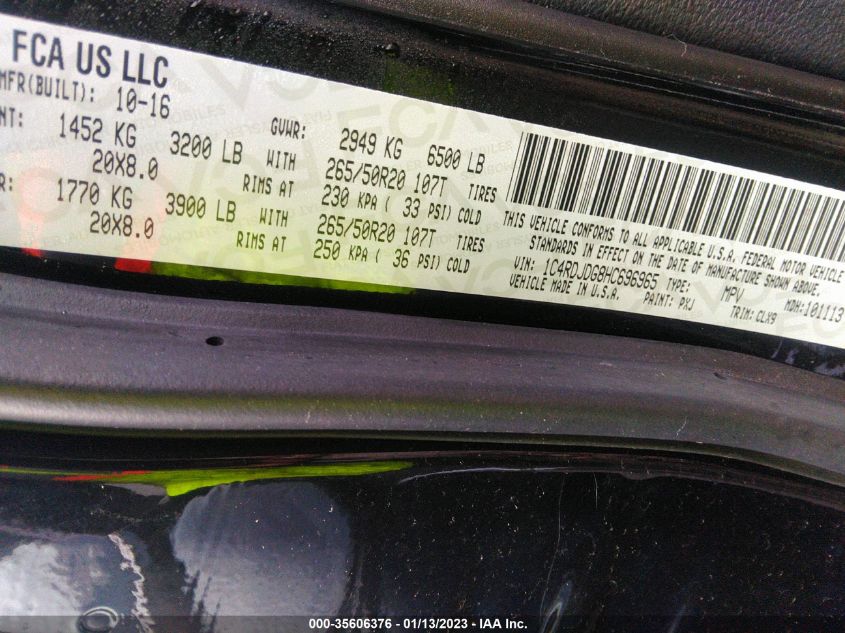 FCA US LLC
MFR(BUILT): 10-16
GVWR: 2949 KG 6500 LB
NT: 1452 KG 3200 LB WITH 265/50R20 107T TIRES
20X8.0 RIMS AT 230 KPA ( 33 PSI) COLD
R: 1770 KG 3900 LB WITH 265/50R20 107T TIRES
20X8.0 RIMS AT 250 KPA ( 36 PSI) COLD
THIS VEHICLE CONFORMS TO ALL APPLICABLE U.S.A. FEDERAL MOTOR VEHICLE
STANDARDS IN EFFECT ON THE DATE OF MANUFACTURE SHOWN ABOVE.
VIN: 1C4RDJDG8HC696965 TYPE: MPV MDH:101113
VEHICLE MADE IN U.S.A. PAINT: PXJ TRIM: CLX9
000-35606376 - 01/13/2023 - IAA Inc.